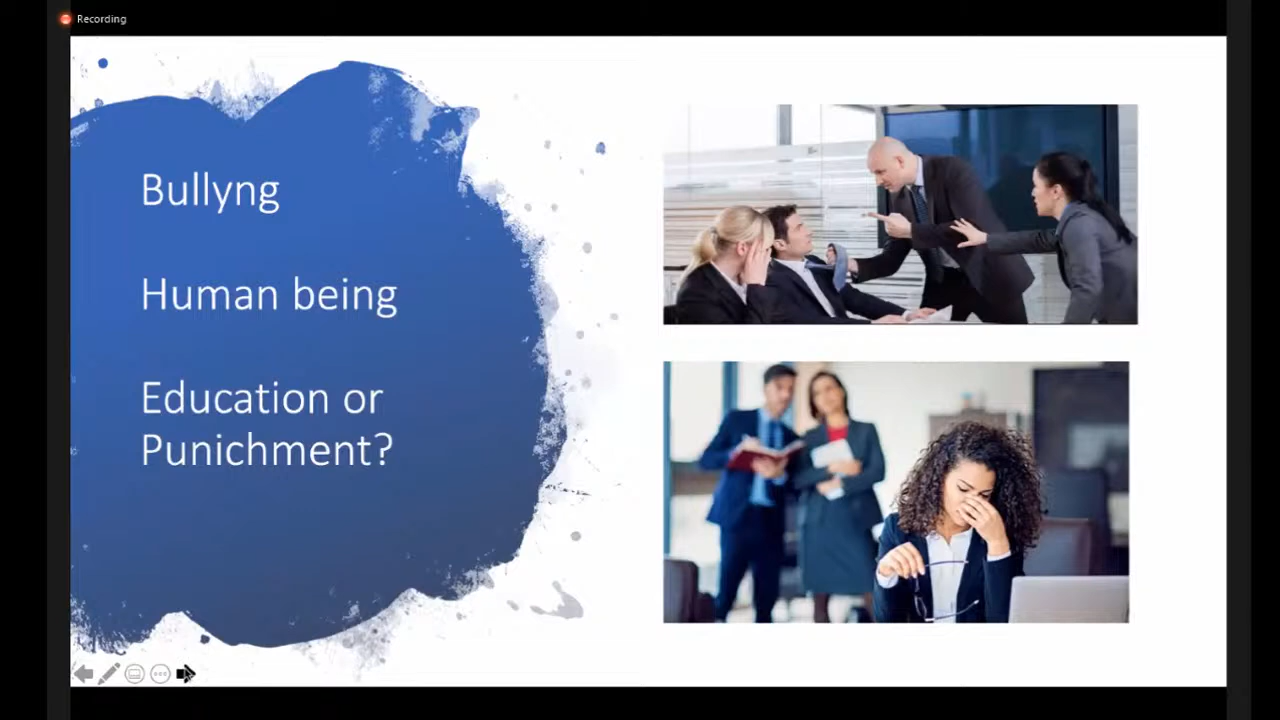 Recording
Bullyng
Human being
Education or
Punichment?